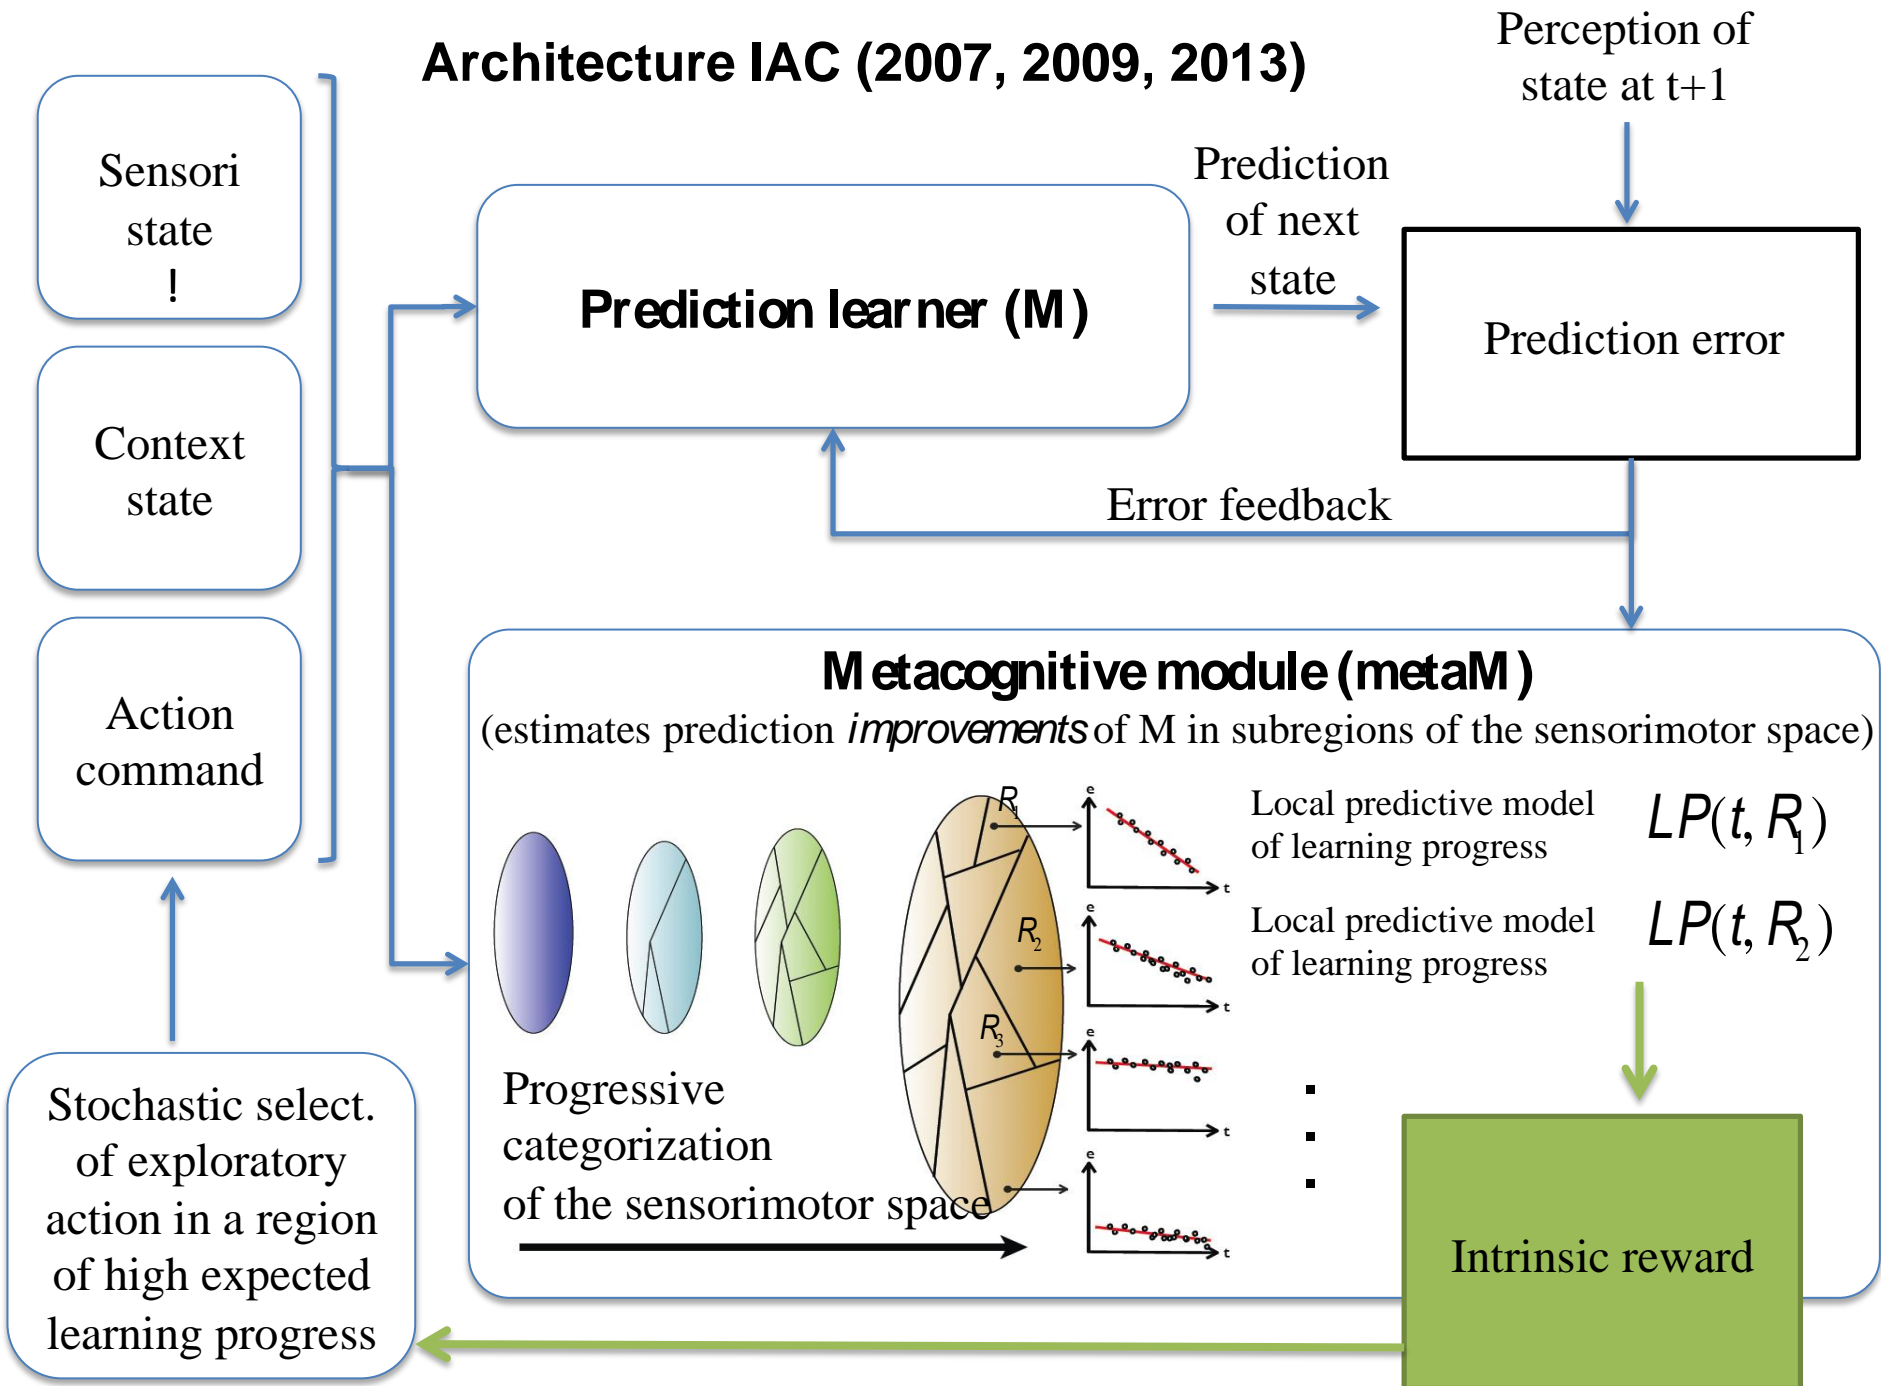 Architecture IAC (2007, 2009, 2013)
Perception of
state at t+1
Sensori
state
!
Prediction
of next
state
Prediction learner (M)
Prediction error
Context
state
Error feedback
Action
command
Metacognitive module (metaM)
(estimates prediction improvements of M in subregions of the sensorimotor space)
R1
e
t
Local predictive model
of learning progress
LP(t, R1)
R2
e
t
Local predictive model
of learning progress
LP(t, R2)
R3
e
t
e
t
Progressive
categorization
of the sensorimotor space
Stochastic select.
of exploratory
action in a region
of high expected
learning progress
Intrinsic reward